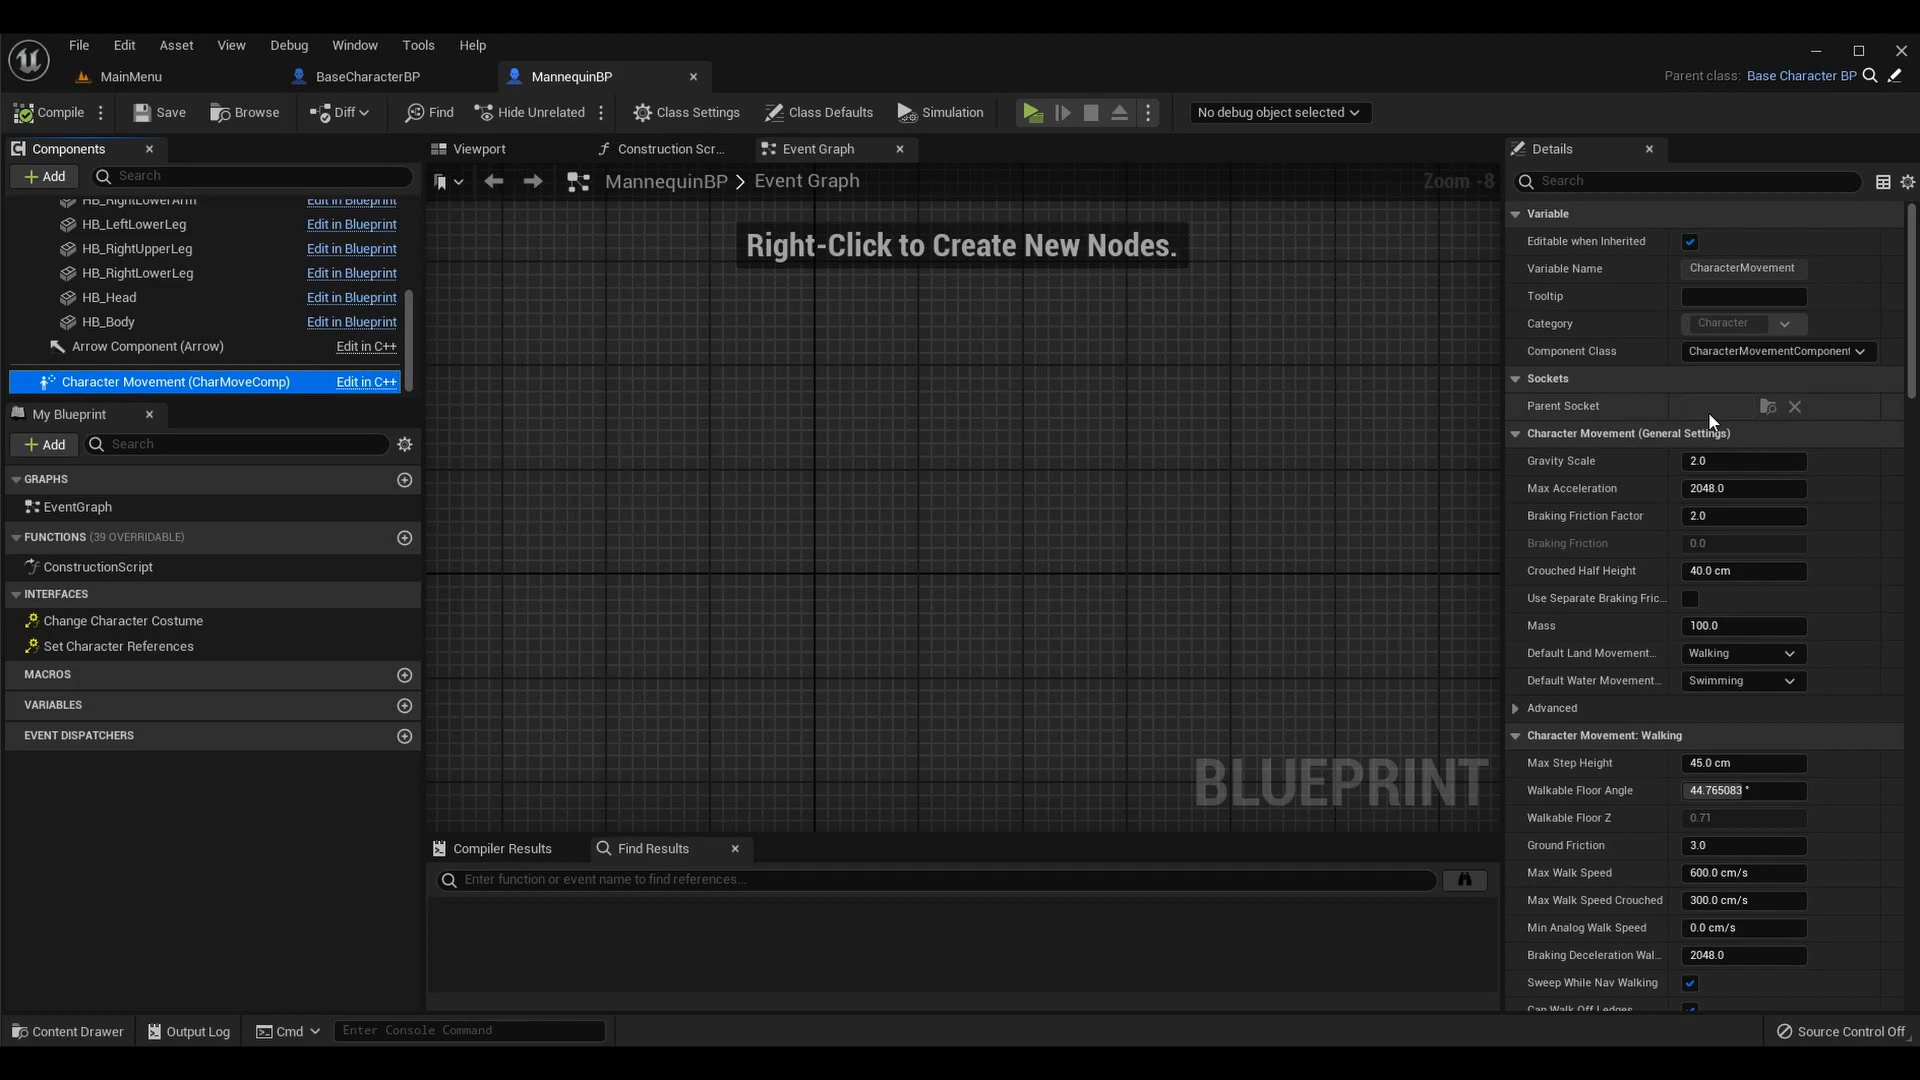 File Edit Asset View Debug Window Tools Help
MainMenu BaseCharacterBP MannequinBP
Parent class: Base Character BP
Compile Save Browse Diff Find Hide Unrelated Class Settings Class Defaults Simulation No debug object selected
Components
Add Search
HB_RightLowerArm Edit in Blueprint
HB_LeftLowerLeg Edit in Blueprint
HB_RightUpperLeg Edit in Blueprint
HB_RightLowerLeg Edit in Blueprint
HB_Head Edit in Blueprint
HB_Body Edit in Blueprint
Arrow Component (Arrow) Edit in C++
Character Movement (CharMoveComp) Edit in C++
My Blueprint
Add Search
GRAPHS
EventGraph
FUNCTIONS (39 OVERRIDABLE)
ConstructionScript
INTERFACES
Change Character Costume
Set Character References
MACROS
VARIABLES
EVENT DISPATCHERS
Viewport Construction Scr... Event Graph
MannequinBP > Event Graph Zoom -8
Right-Click to Create New Nodes.
BLUEPRINT
Compiler Results Find Results
Enter function or event name to find references...
Details
Search
Variable
Editable when Inherited
Variable Name CharacterMovement
Tooltip
Category Character
Component Class CharacterMovementComponent
Sockets
Parent Socket
Character Movement (General Settings)
Gravity Scale 2.0
Max Acceleration 2048.0
Braking Friction Factor 2.0
Braking Friction 0.0
Crouched Half Height 40.0 cm
Use Separate Braking Fric...
Mass 100.0
Default Land Movement... Walking
Default Water Movement... Swimming
Advanced
Character Movement: Walking
Max Step Height 45.0 cm
Walkable Floor Angle 44.765083 °
Walkable Floor Z 0.71
Ground Friction 3.0
Max Walk Speed 600.0 cm/s
Max Walk Speed Crouched 300.0 cm/s
Min Analog Walk Speed 0.0 cm/s
Braking Deceleration Wal... 2048.0
Sweep While Nav Walking
Can Walk Off Ledges
Content Drawer Output Log Cmd Enter Console Command Source Control Off